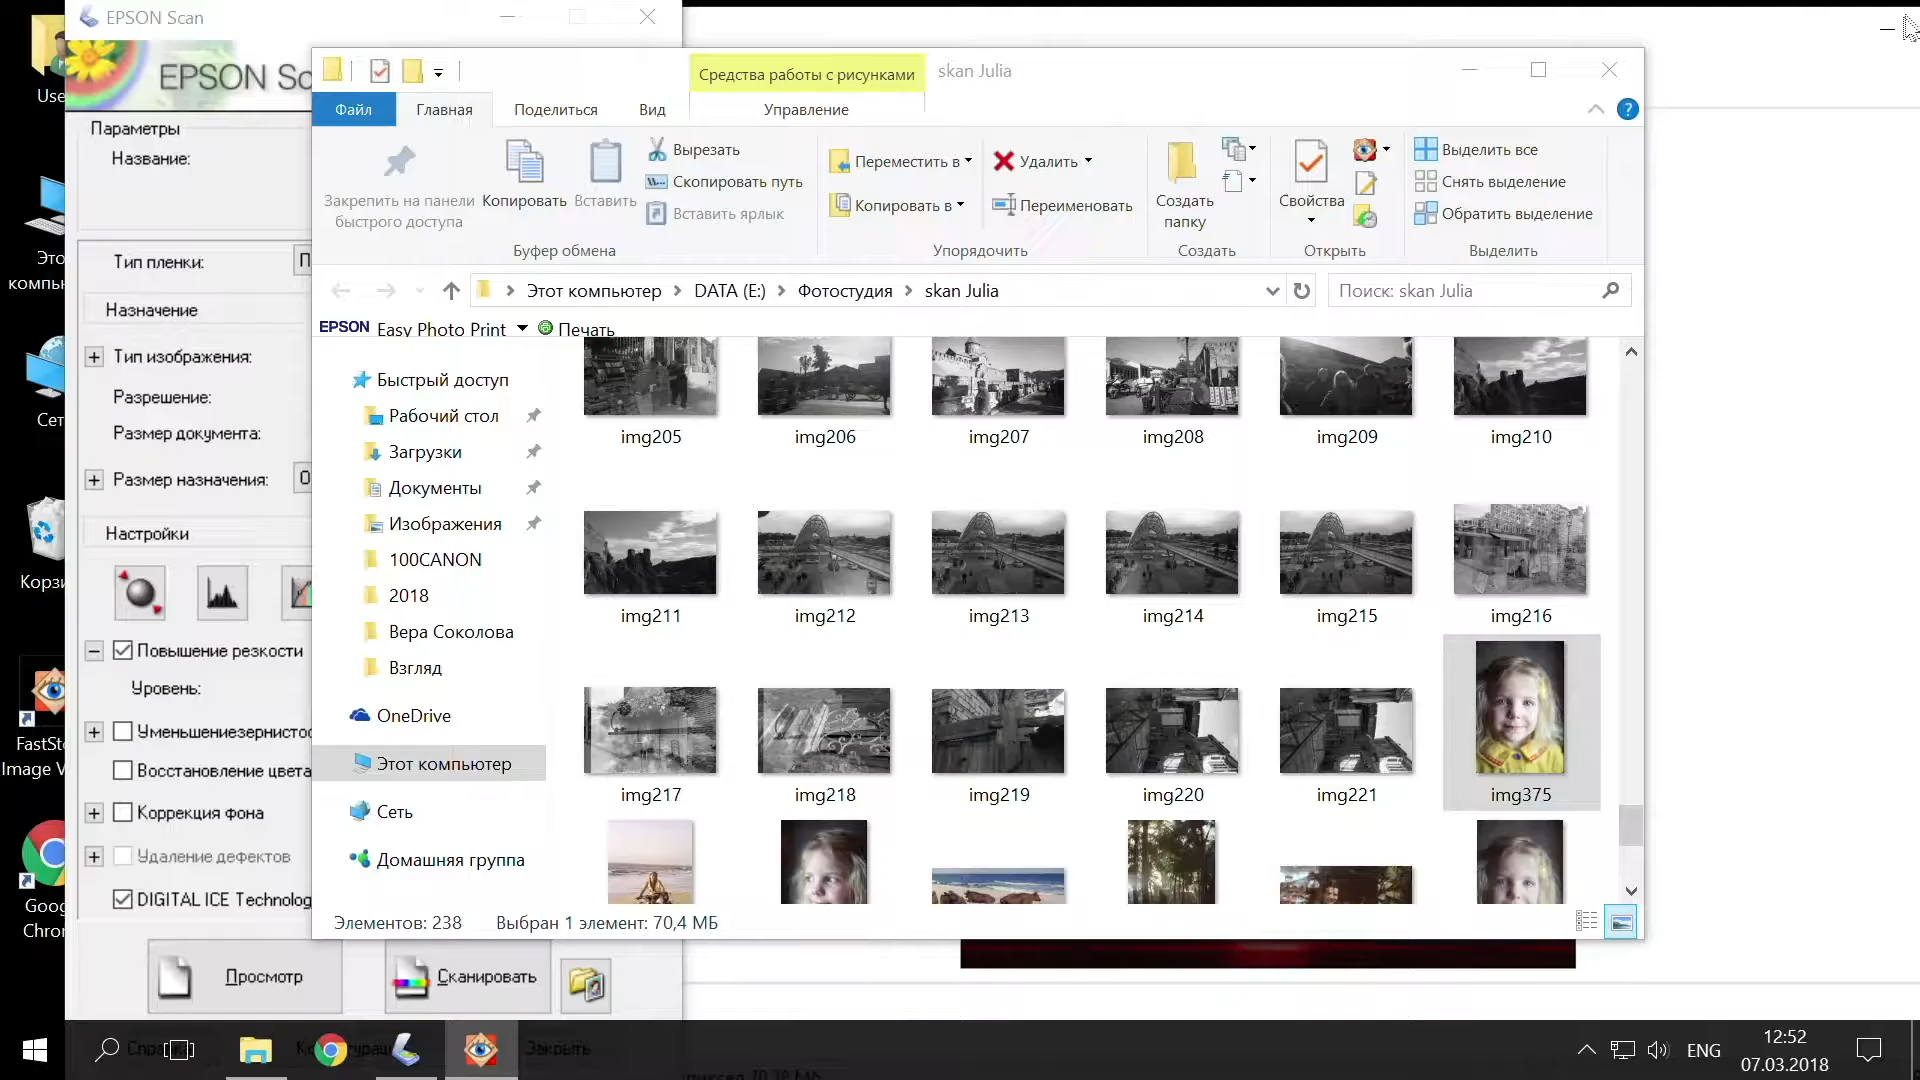 EPSON Scan
EPSON Sc
Параметры
Название:
Тип пленки:
П
Назначение
Тип изображения:
Разрешение:
Размер документа:
Размер назначения:
О
Настройки
Повышение резкости
Уровень:
Уменьшениезернистос
Восстановление цвета
Коррекция фона
Удаление дефектов
DIGITAL ICE Technolog
Просмотр
Сканировать
Use
Это
компьн
Сет
Корзи
FastSto
Image V
Goog
Chron
Средства работы с рисунками
skan Julia
Файл
Главная
Поделиться
Вид
Управление
Закрепить на панели
быстрого доступа
Копировать
Вставить
Вырезать
Скопировать путь
Вставить ярлык
Буфер обмена
Переместить в
Копировать в
Удалить
Переименовать
Упорядочить
Создать
папку
Создать
Свойства
Открыть
Выделить все
Снять выделение
Обратить выделение
Выделить
Этот компьютер
DATA (E:)
Фотостудия
skan Julia
Поиск: skan Julia
EPSON Easy Photo Print
Печать
Быстрый доступ
Рабочий стол
Загрузки
Документы
Изображения
100CANON
2018
Вера Соколова
Взгляд
OneDrive
Этот компьютер
Сеть
Домашняя группа
img205
img206
img207
img208
img209
img210
img211
img212
img213
img214
img215
img216
img217
img218
img219
img220
img221
img375
Элементов: 238
Выбран 1 элемент: 70,4 МБ
Закрыть
ENG
12:52
07.03.2018